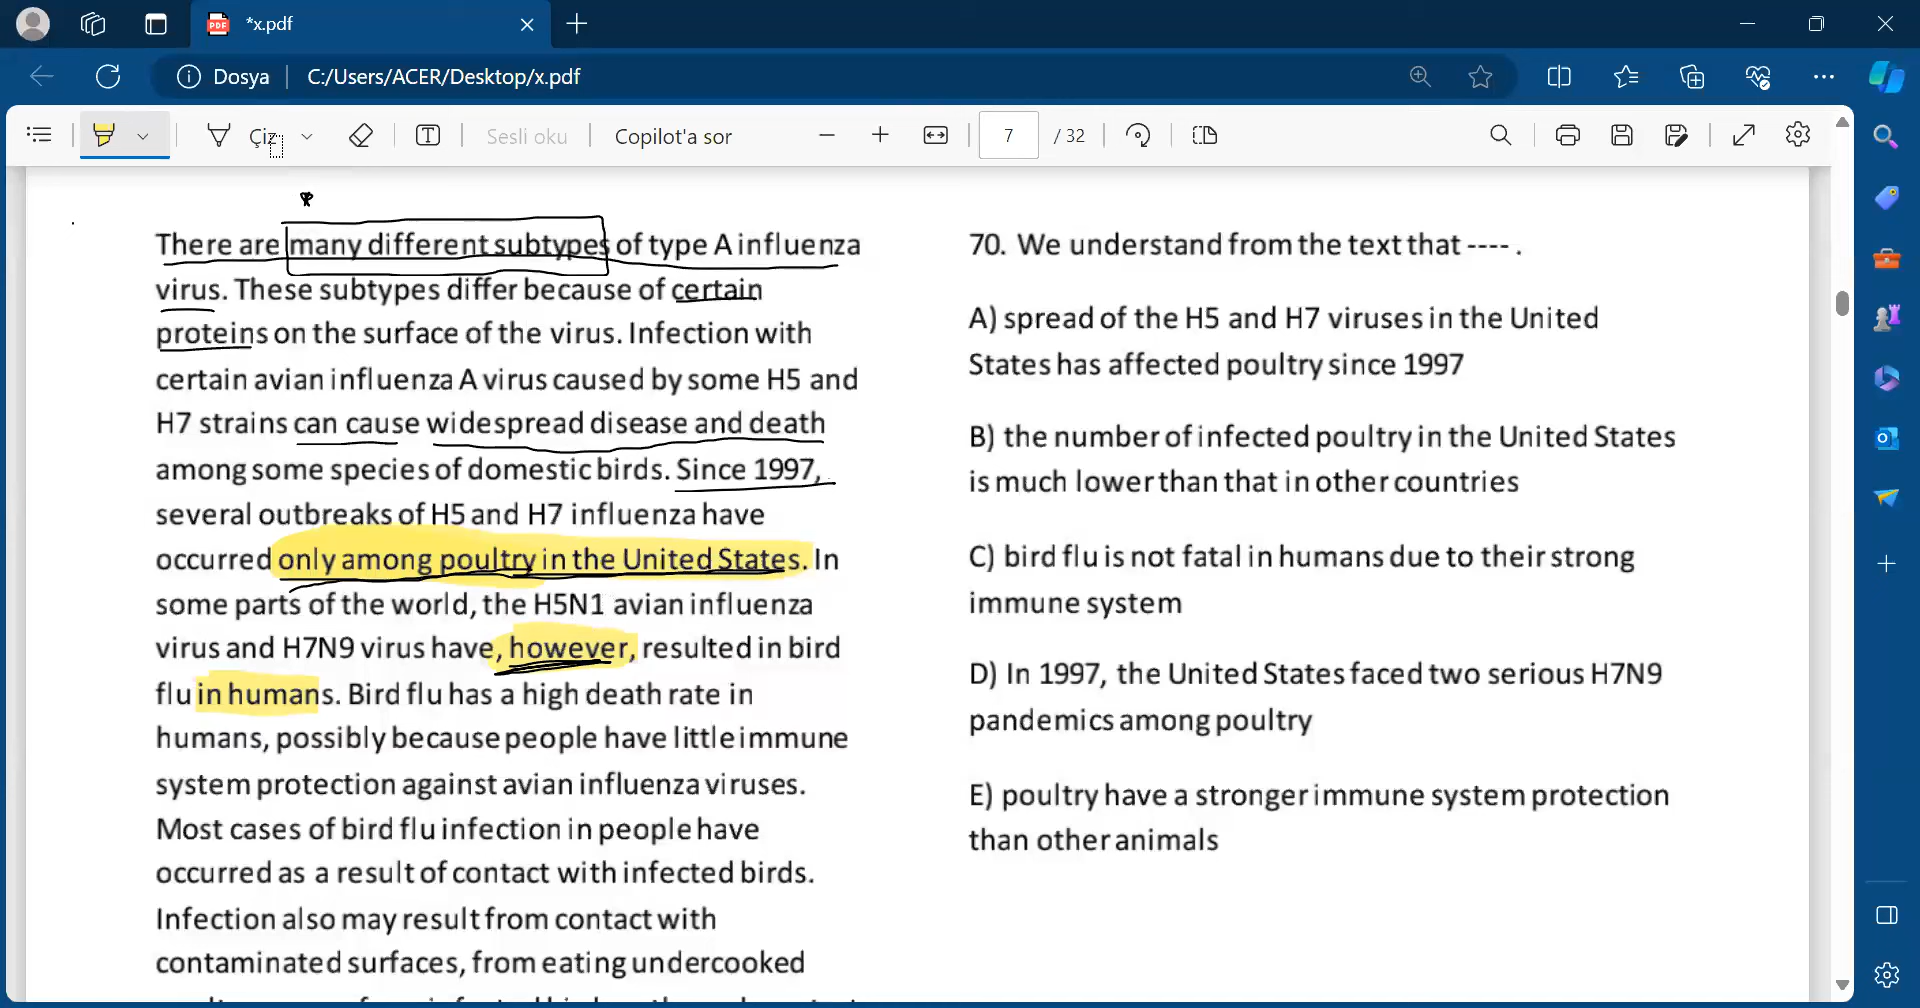 *x.pdf
Dosya
C:/Users/ACER/Desktop/x.pdf
Çiz
Sesli oku
Copilot'a sor
7
/ 32
There are many different subtypes of type A influenza
virus. These subtypes differ because of certain
proteins on the surface of the virus. Infection with
certain avian influenza A virus caused by some H5 and
H7 strains can cause widespread disease and death
among some species of domestic birds. Since 1997,
several outbreaks of H5 and H7 influenza have
occurred only among poultry in the United States. In
some parts of the world, the H5N1 avian influenza
virus and H7N9 virus have, however, resulted in bird
flu in humans. Bird flu has a high death rate in
humans, possibly because people have little immune
system protection against avian influenza viruses.
Most cases of bird flu infection in people have
occurred as a result of contact with infected birds.
Infection also may result from contact with
contaminated surfaces, from eating undercooked
70. We understand from the text that ---- .
A) spread of the H5 and H7 viruses in the United
States has affected poultry since 1997
B) the number of infected poultry in the United States
is much lower than that in other countries
C) bird flu is not fatal in humans due to their strong
immune system
D) In 1997, the United States faced two serious H7N9
pandemics among poultry
E) poultry have a stronger immune system protection
than other animals